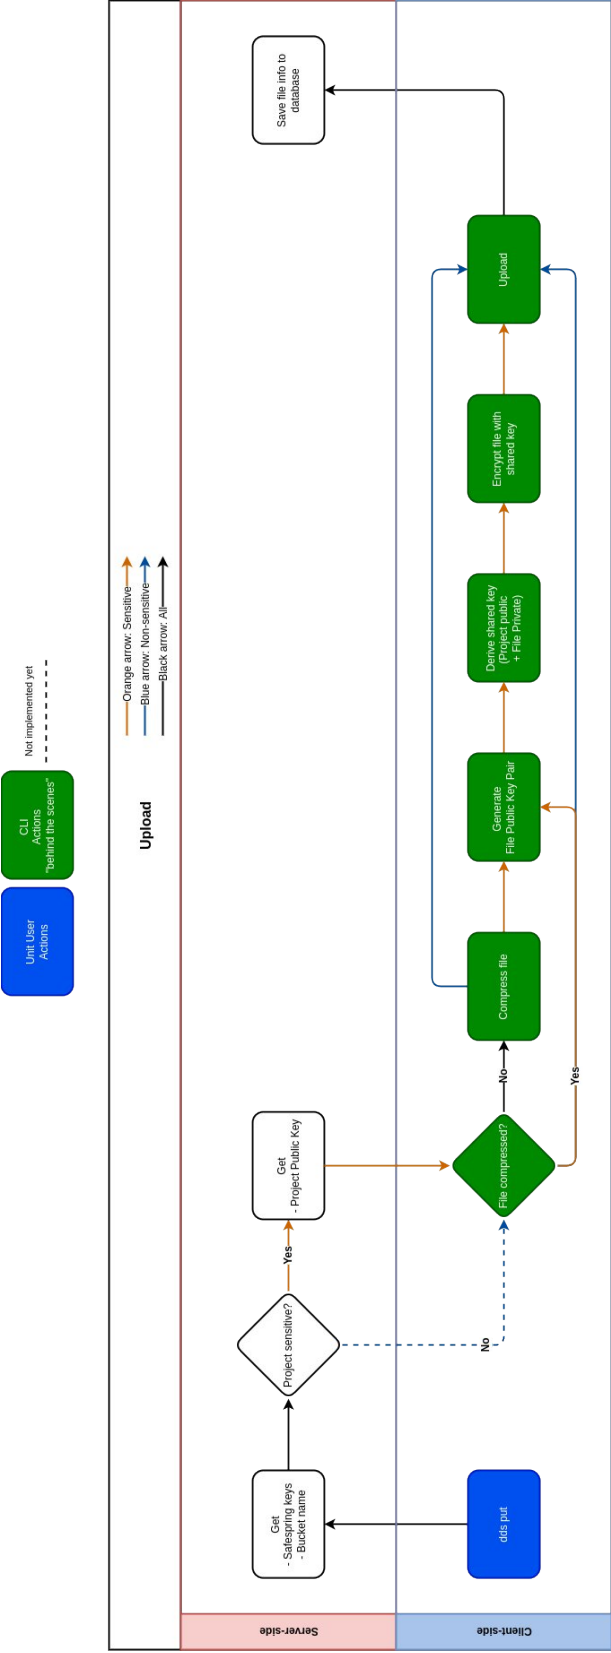 Unit User
Actions
CLI
Actions
"behind the scenes"
Not implemented yet
Upload
Orange arrow: Sensitive
Blue arrow: Non-sensitive
Black arrow: All
Server-side
Get
- Safespring keys
- Bucket name
Project sensitive?
Yes
Get
- Project Public Key
Save file info to
database
Client-side
dds put
No
File compressed?
No
Yes
Compress file
Generate
File Public Key Pair
Derive shared key
(Project public
+ File Private)
Encrypt file with
shared key
Upload